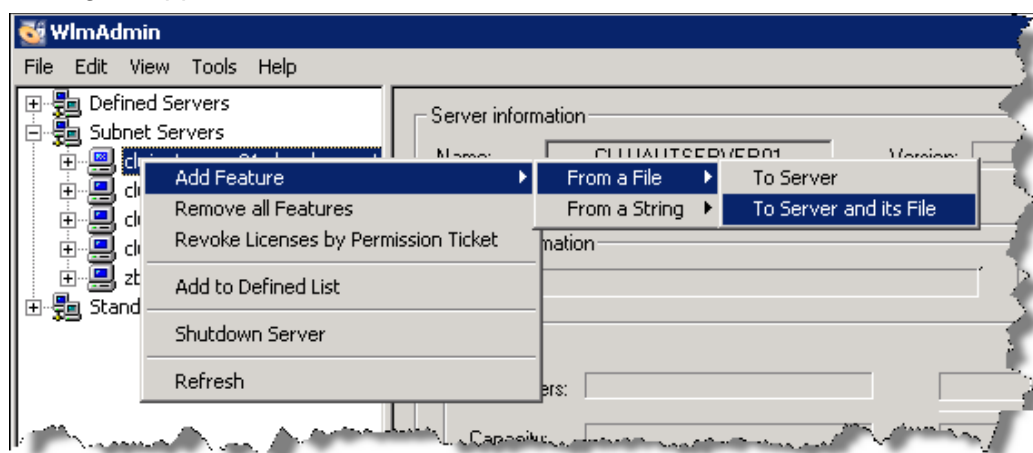 WlmAdmin
File Edit View Tools Help
Defined Servers
Subnet Servers
Server information
Add Feature
From a File
To Server
Remove all Features
From a String
To Server and its File
Revoke Licenses by Permission Ticket
Add to Defined List
Shutdown Server
Refresh